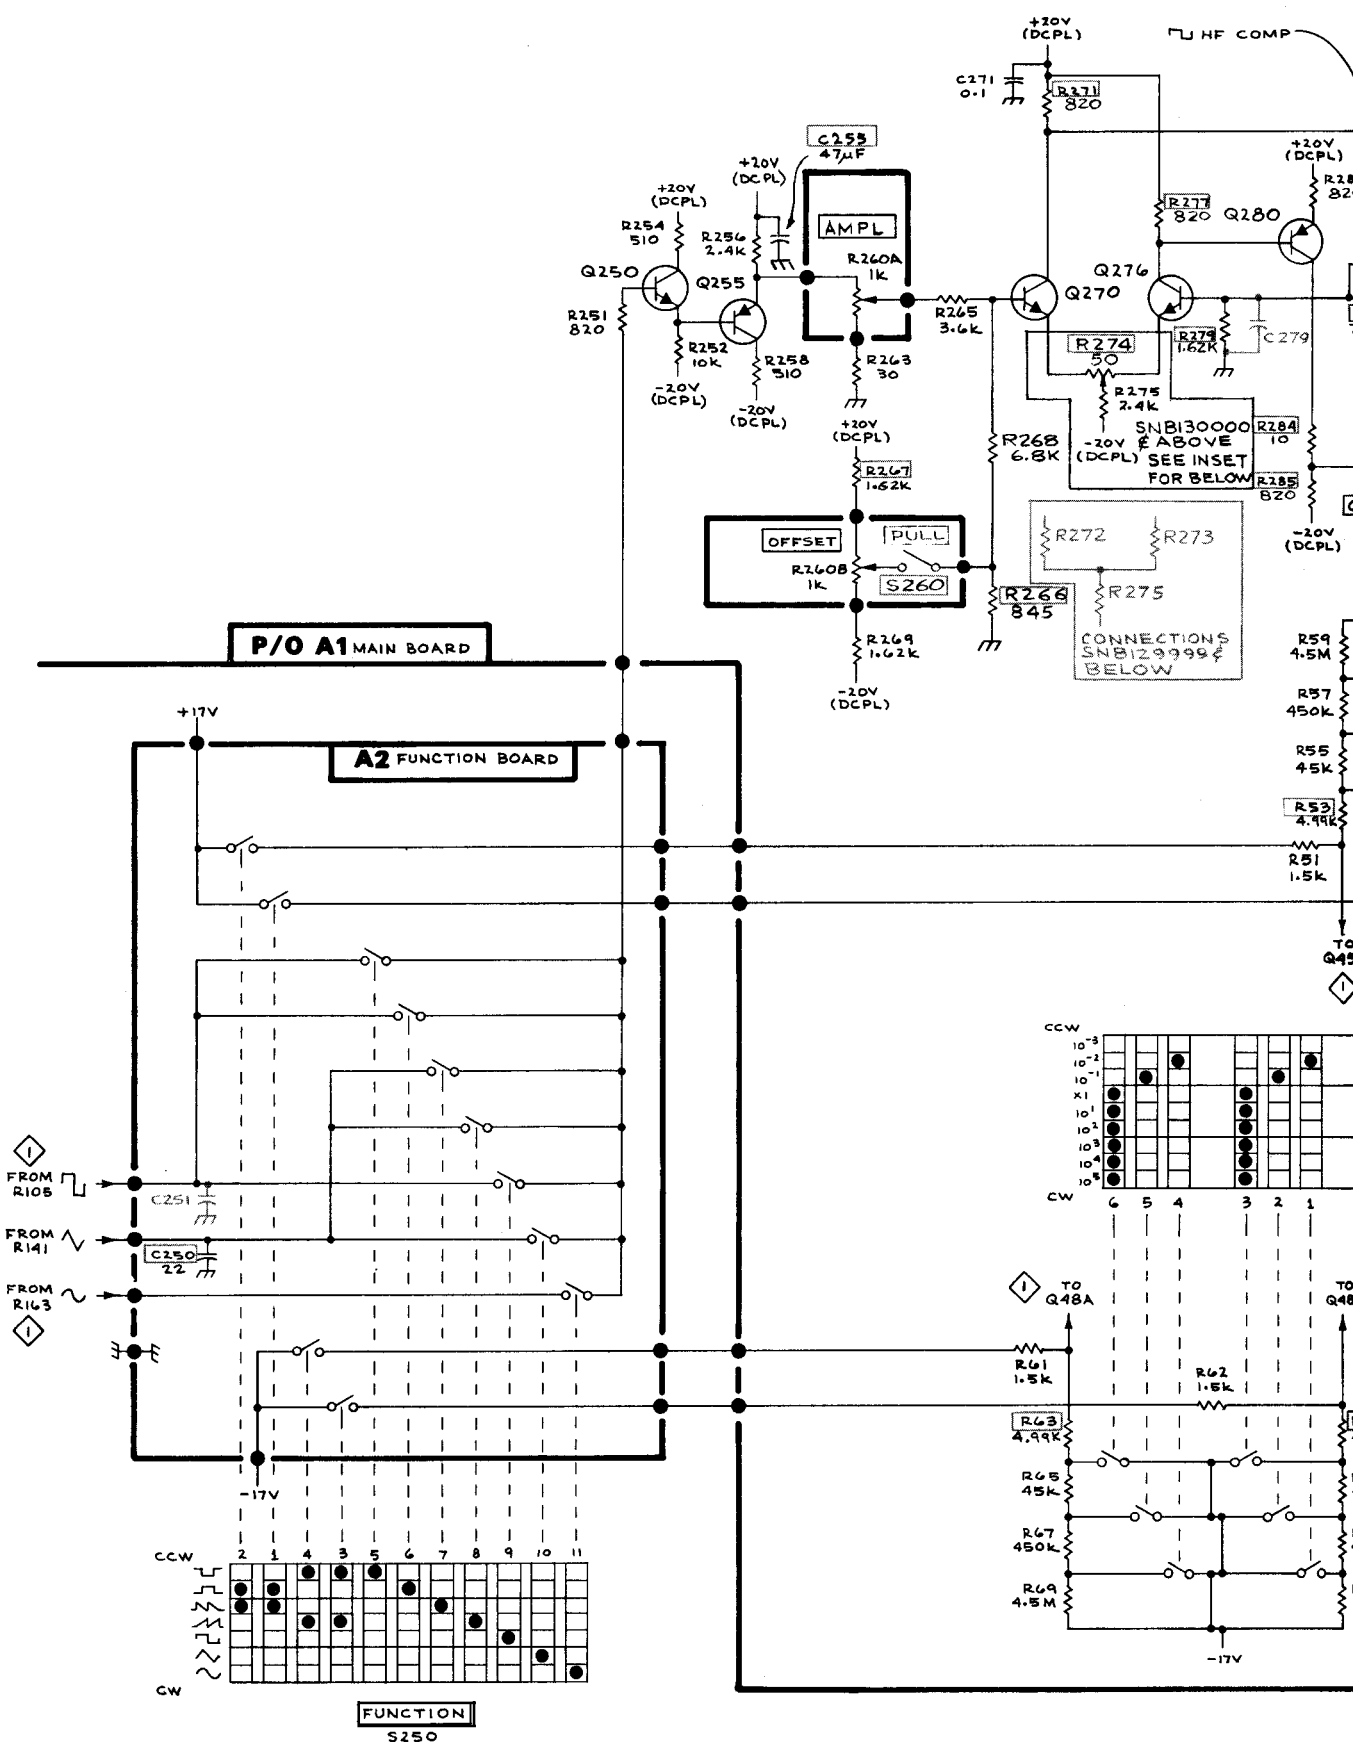 +20V
(DCPL)
HF COMP
C271
0.1
R271
820
C255
47µF
+20V
(DCPL)
+20V
(DCPL)
+20V
(DCPL)
R254
510
R256
2.4K
AMPL
R260A
1K
R277
820
Q280
Q250
Q255
Q276
Q270
R251
820
R252
10K
R258
510
R263
30
R265
3.6K
R274
50
R279
1.62K
C279
-20V
(DCPL)
-20V
(DCPL)
R275
2.4K
-20V
(DCPL)
SNB130000
& ABOVE
SEE INSET
FOR BELOW
R284
10
R285
820
-20V
(DCPL)
+20V
(DCPL)
R267
1.62K
R268
6.8K
OFFSET
PULL
R260B
1K
S260
R266
845
R269
1.62K
-20V
(DCPL)
R272
R273
R275
CONNECTIONS
SNB129999 &
BELOW
P/O A1 MAIN BOARD
R59
4.5M
R57
450K
R55
45K
R53
4.99K
R51
1.5K
+17V
A2 FUNCTION BOARD
TO
1
CCW
10-3
10-2
10-1
X1
10¹
10²
10³
10⁴
10⁵
CW
6 5 4 3 2 1
1
FROM
R105
C251
FROM
R141
C250
22
FROM
R163
1
1
TO
Q48A
TO
R61
1.5K
R62
1.5K
R63
4.99K
R65
45K
R67
450K
R69
4.5M
-17V
-17V
CCW
2 1 4 3 5 6 7 8 9 10 11
CW
FUNCTION
S250